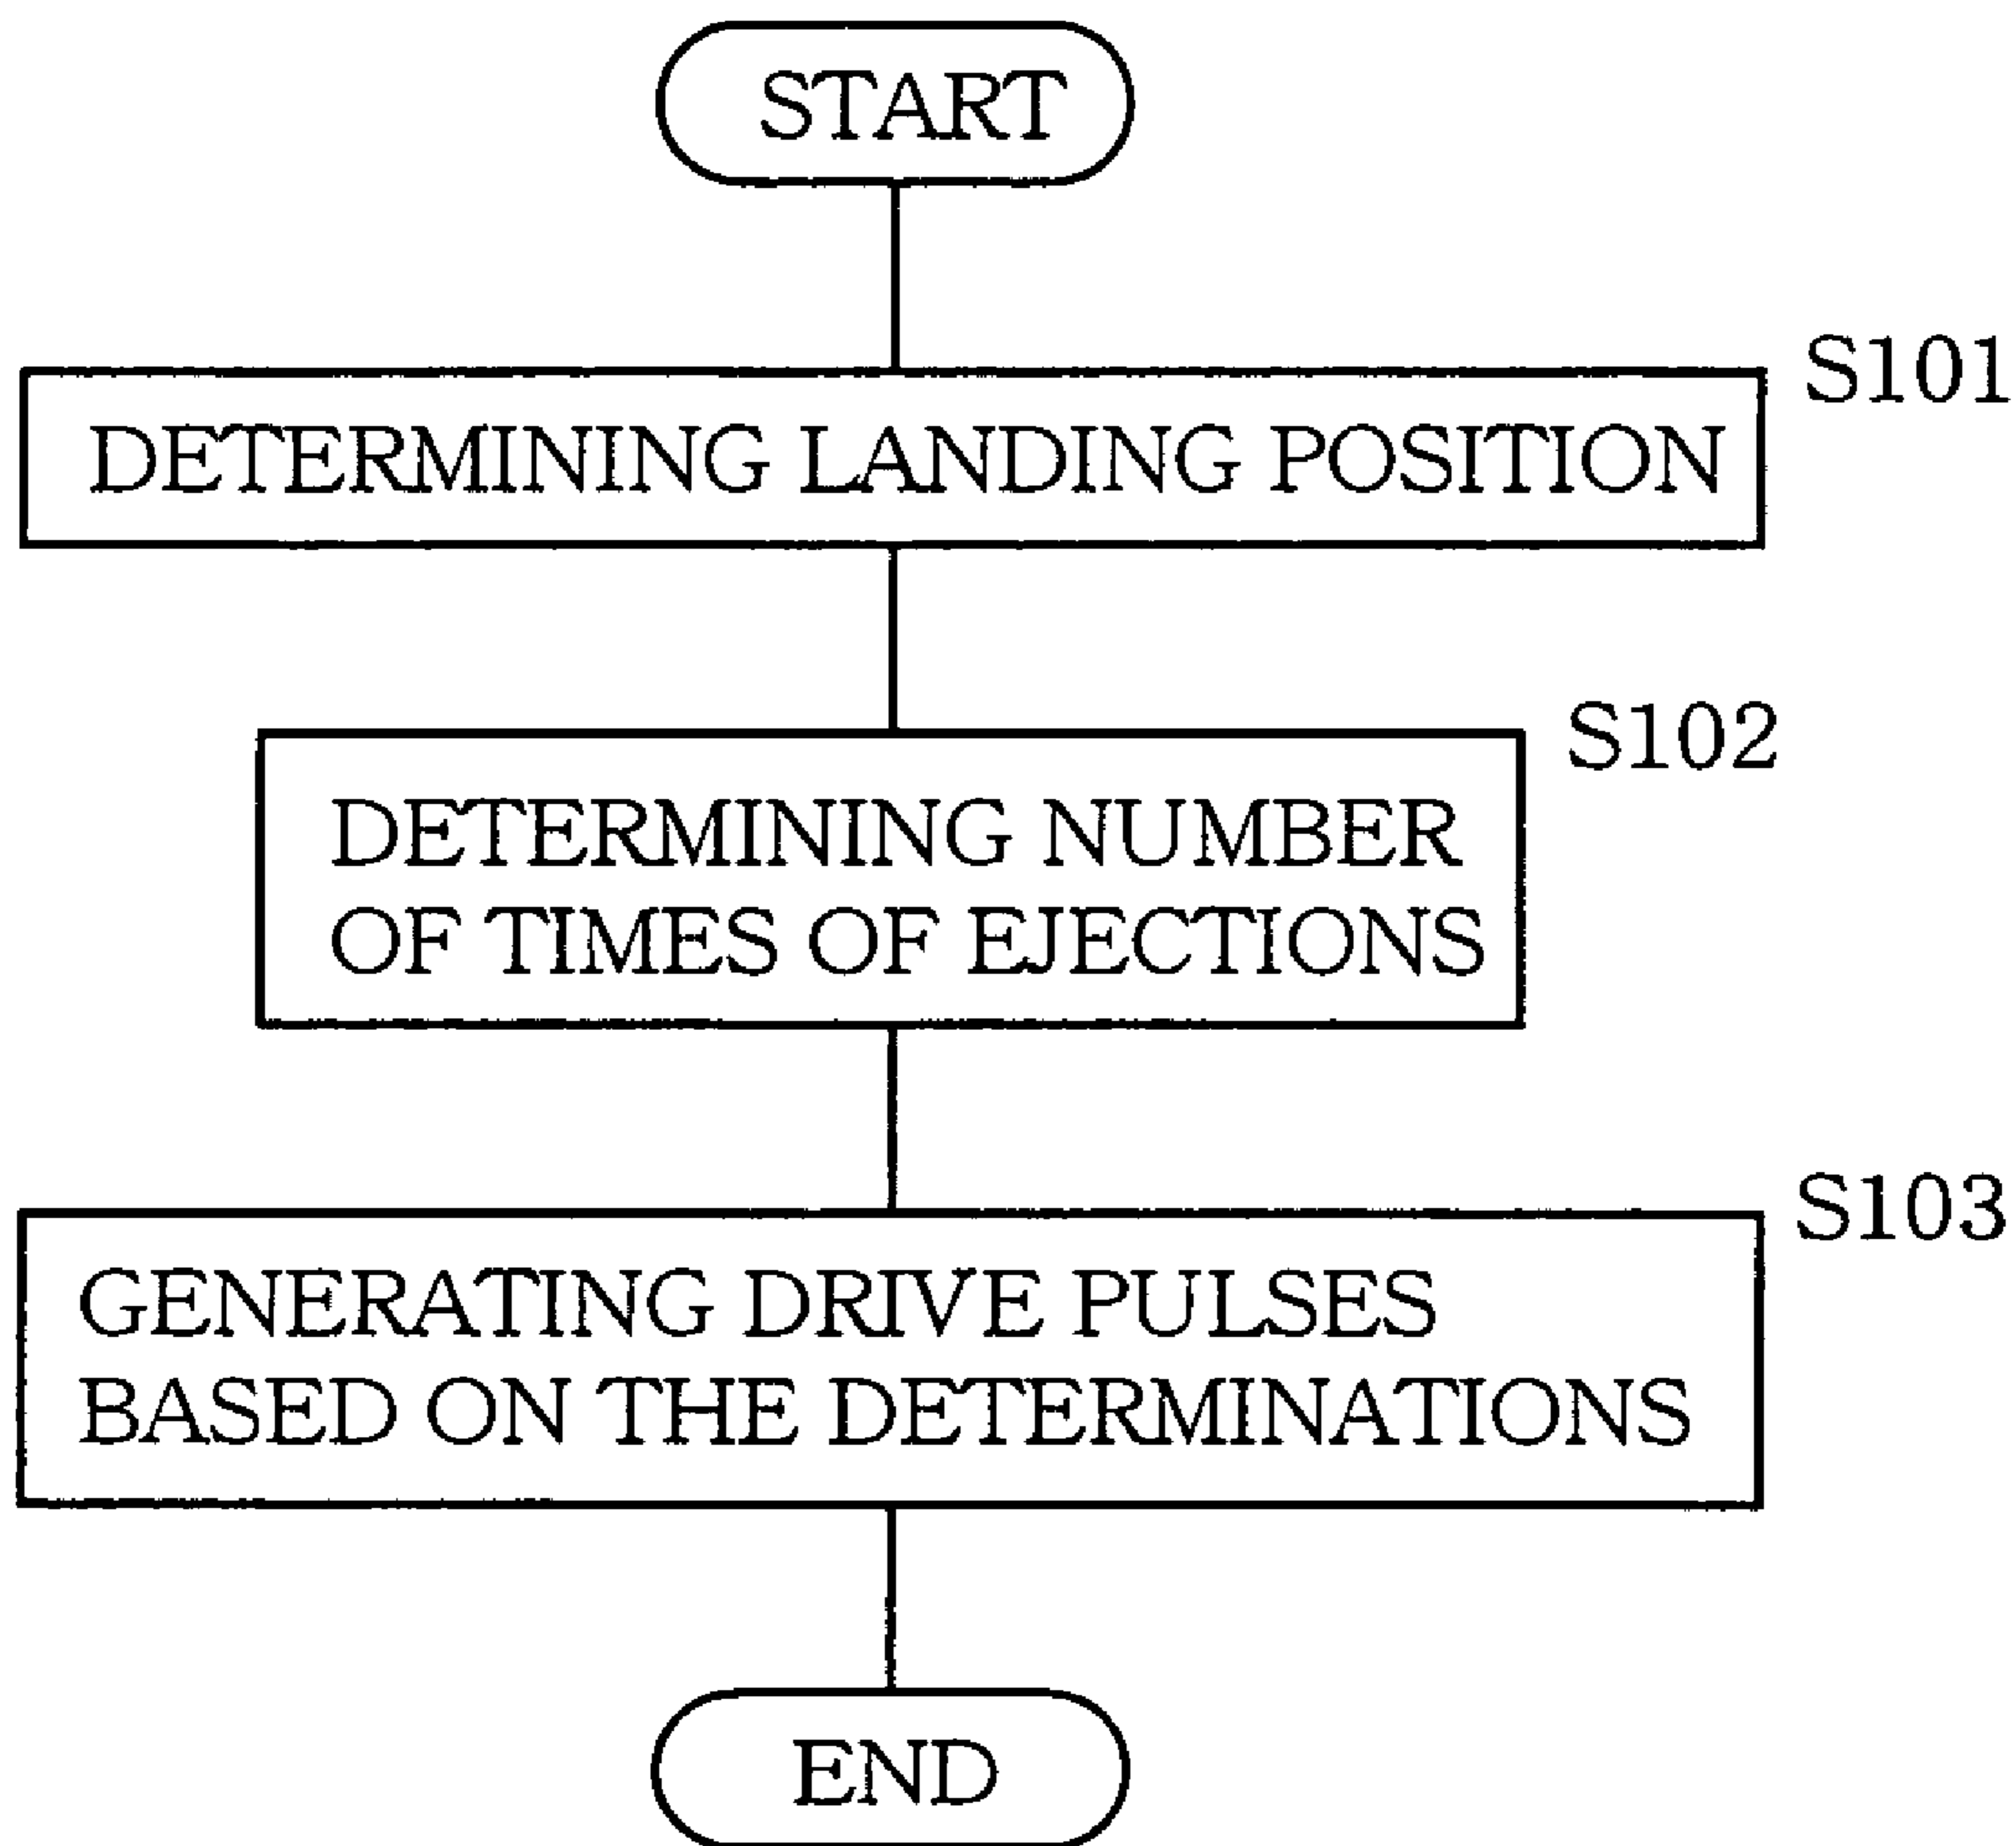 START
S101
DETERMINING LANDING POSITION
S102
DETERMINING NUMBER
OF TIMES OF EJECTIONS
S103
GENERATING DRIVE PULSES
BASED ON THE DETERMINATIONS
END